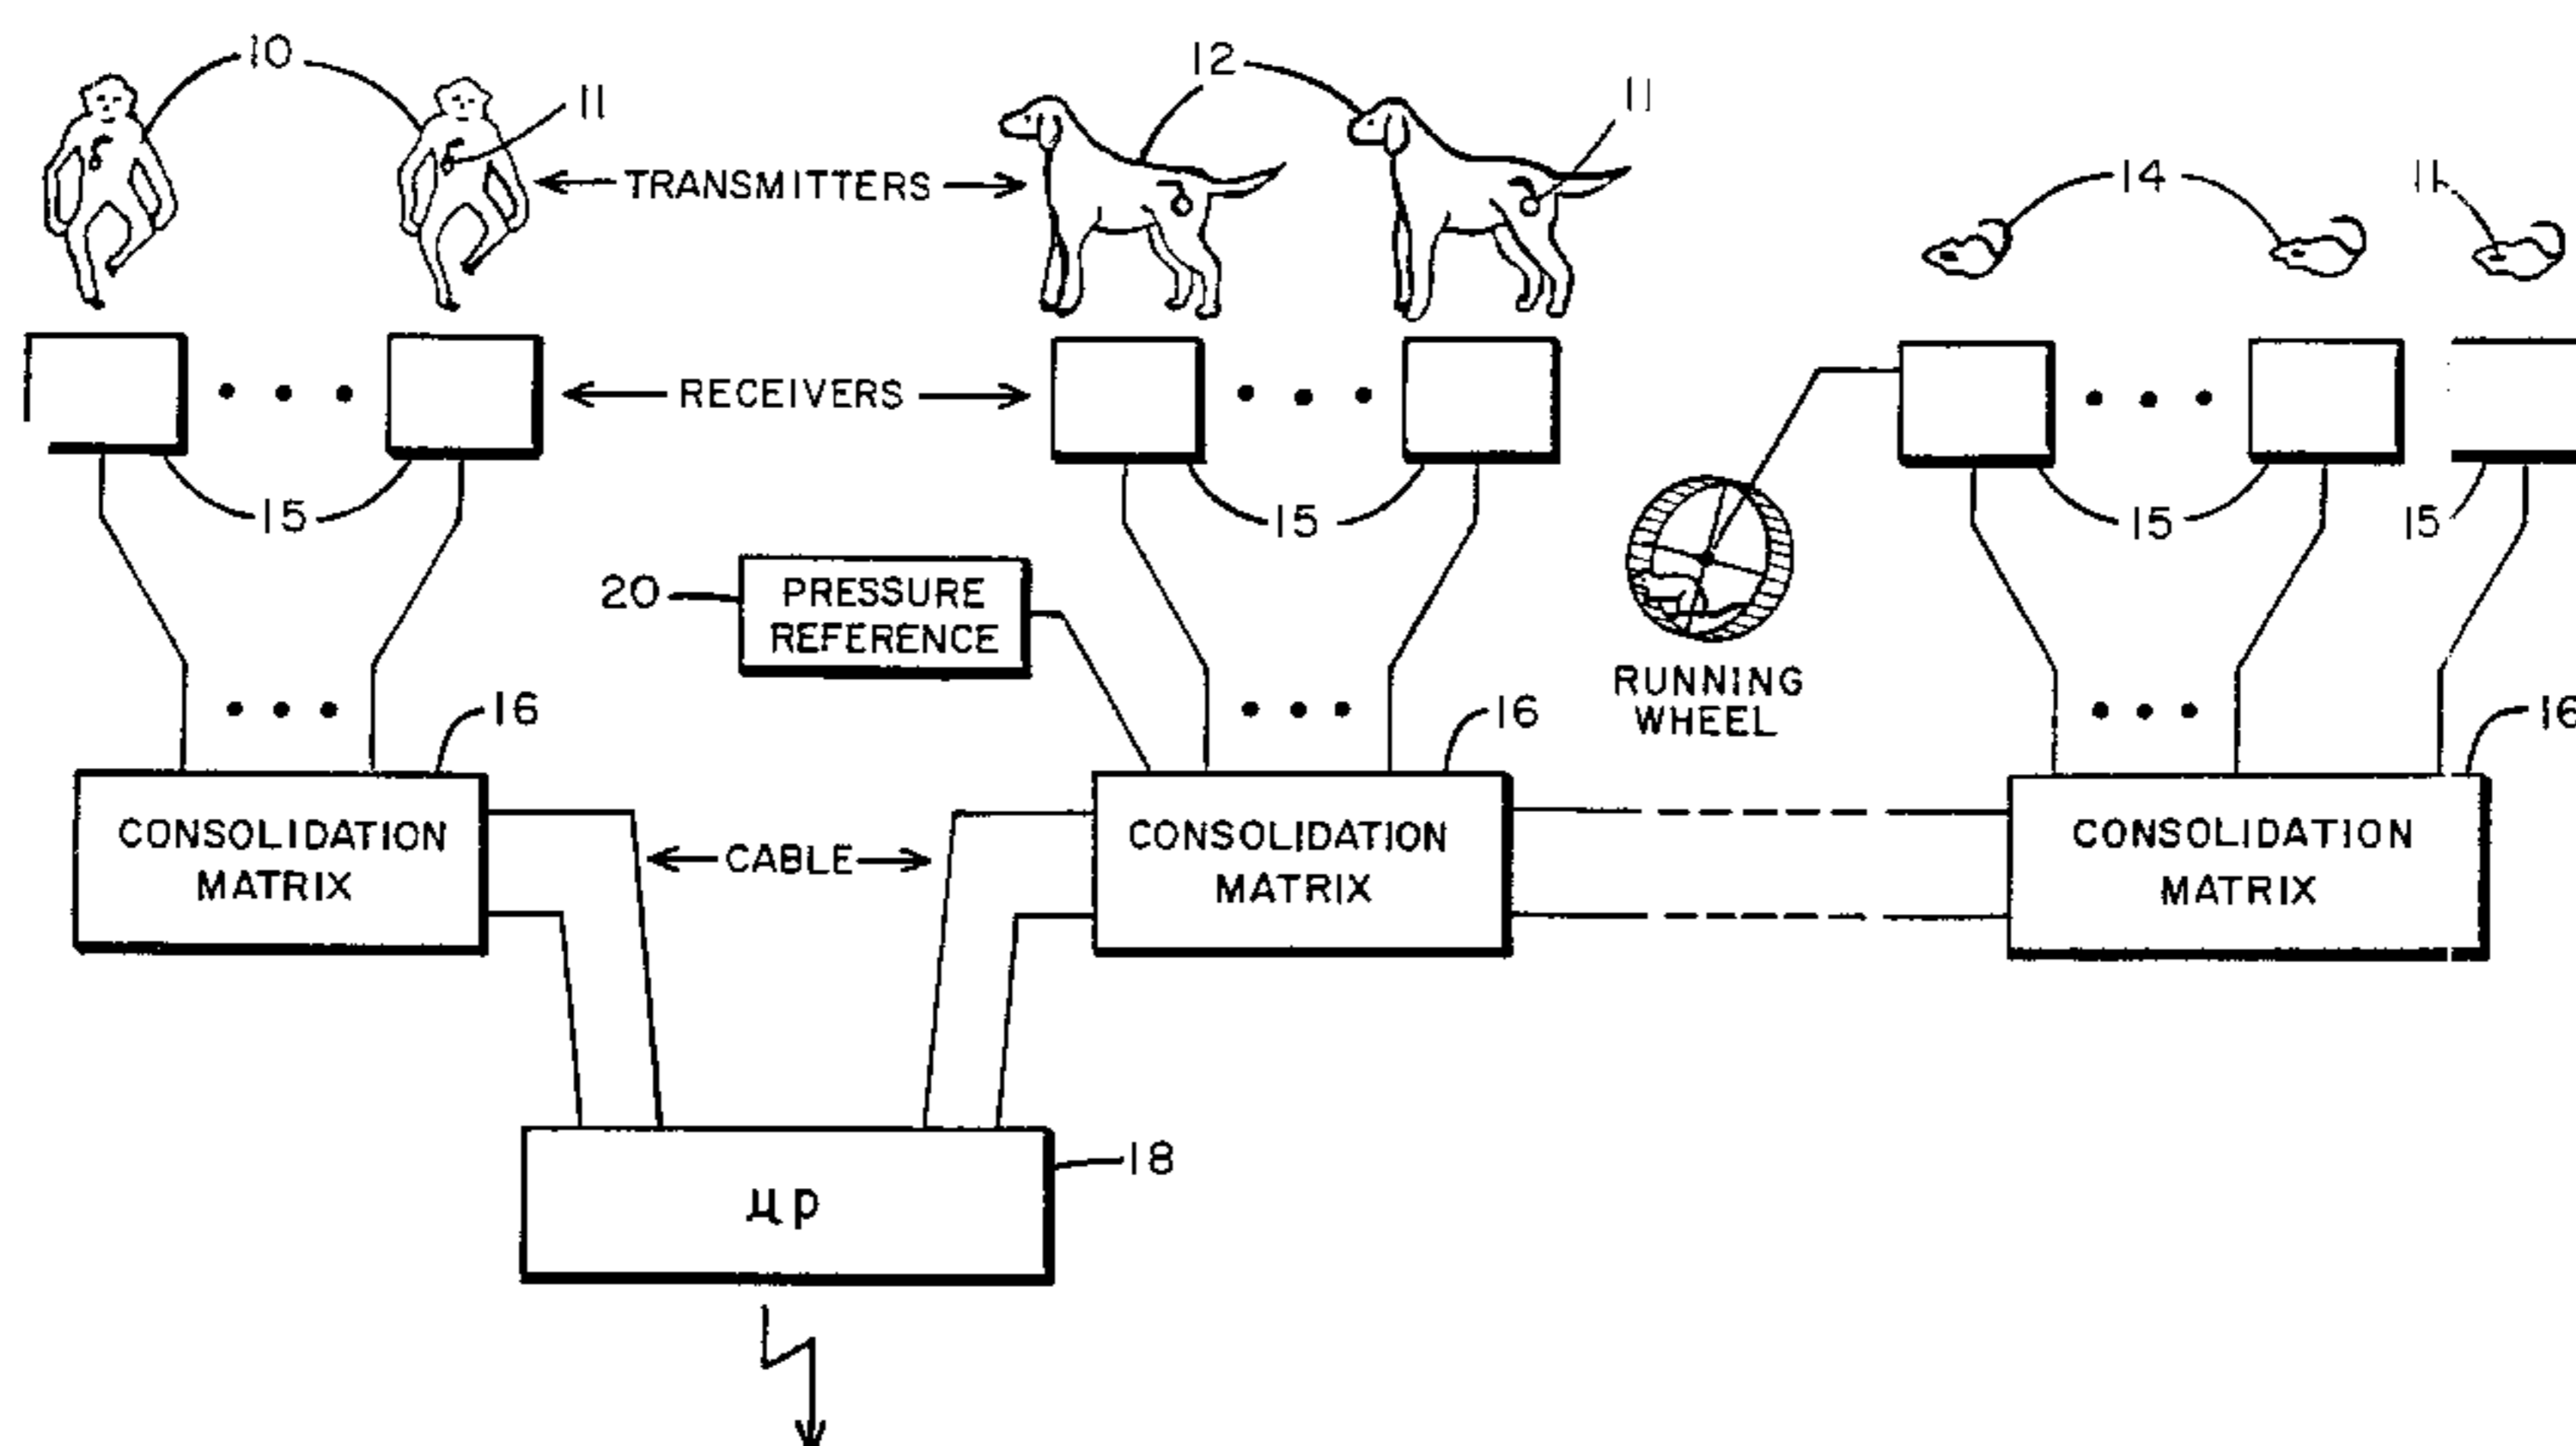 10
12
11
11
14
11
TRANSMITTERS
RECEIVERS
15
15
15
15
20
PRESSURE
REFERENCE
RUNNING
WHEEL
16
16
16
CONSOLIDATION
MATRIX
CABLE
CONSOLIDATION
MATRIX
CONSOLIDATION
MATRIX
18
μp